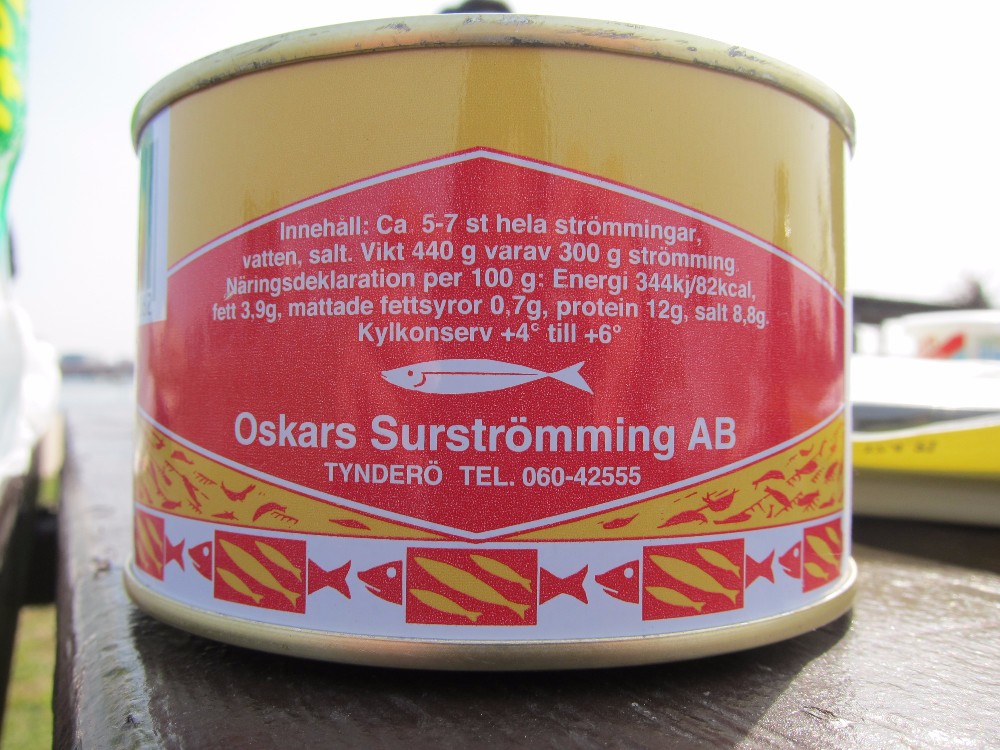 Innehåll: Ca 5-7 st hela strömmingar,
vatten, salt. Vikt 440 g varav 300 g strömming.
Näringsdeklaration per 100 g: Energi 344kj/82kcal,
fett 3,9g, mättade fettsyror 0,7g, protein 12g, salt 8,8g.
Kylkonserv +4° till +6°
Oskars Surströmming AB
TYNDERÖ TEL. 060-42555